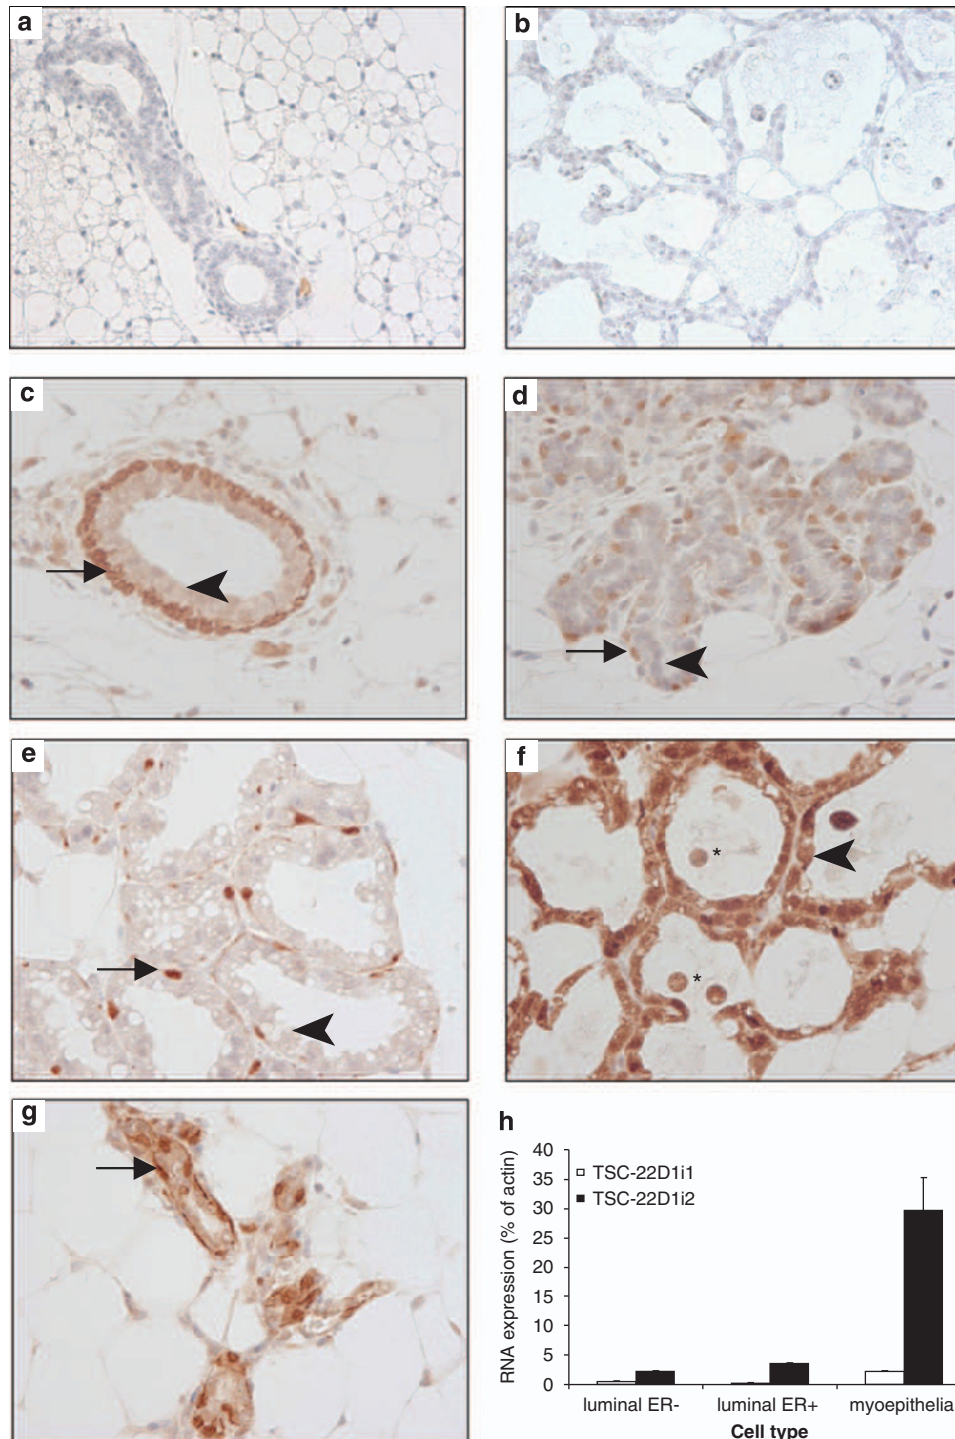 a
b
c
d
e
f
*
*
g
h
40
35
30
25
20
15
10
5
0
RNA expression (% of actin)
TSC-22D1i1
TSC-22D1i2
luminal ER-
luminal ER+
myoepithelia
Cell type